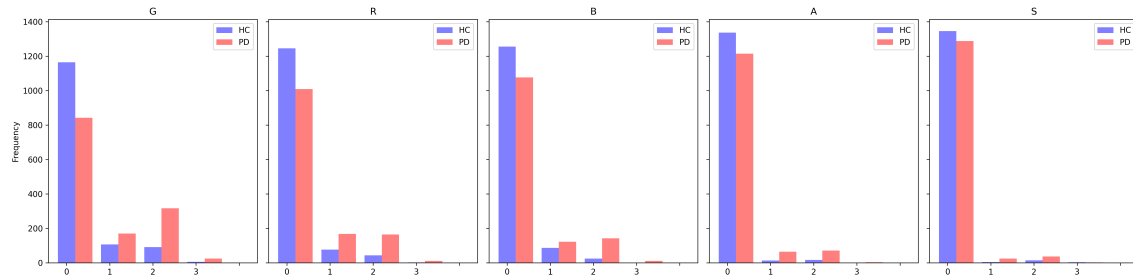 G
R
B
A
S
1400
1200
1000
800
600
400
200
0
Frequency
HC
PD
HC
PD
HC
PD
HC
PD
HC
PD
0 1 2 3
0 1 2 3
0 1 2 3
0 1 2 3
0 1 2 3